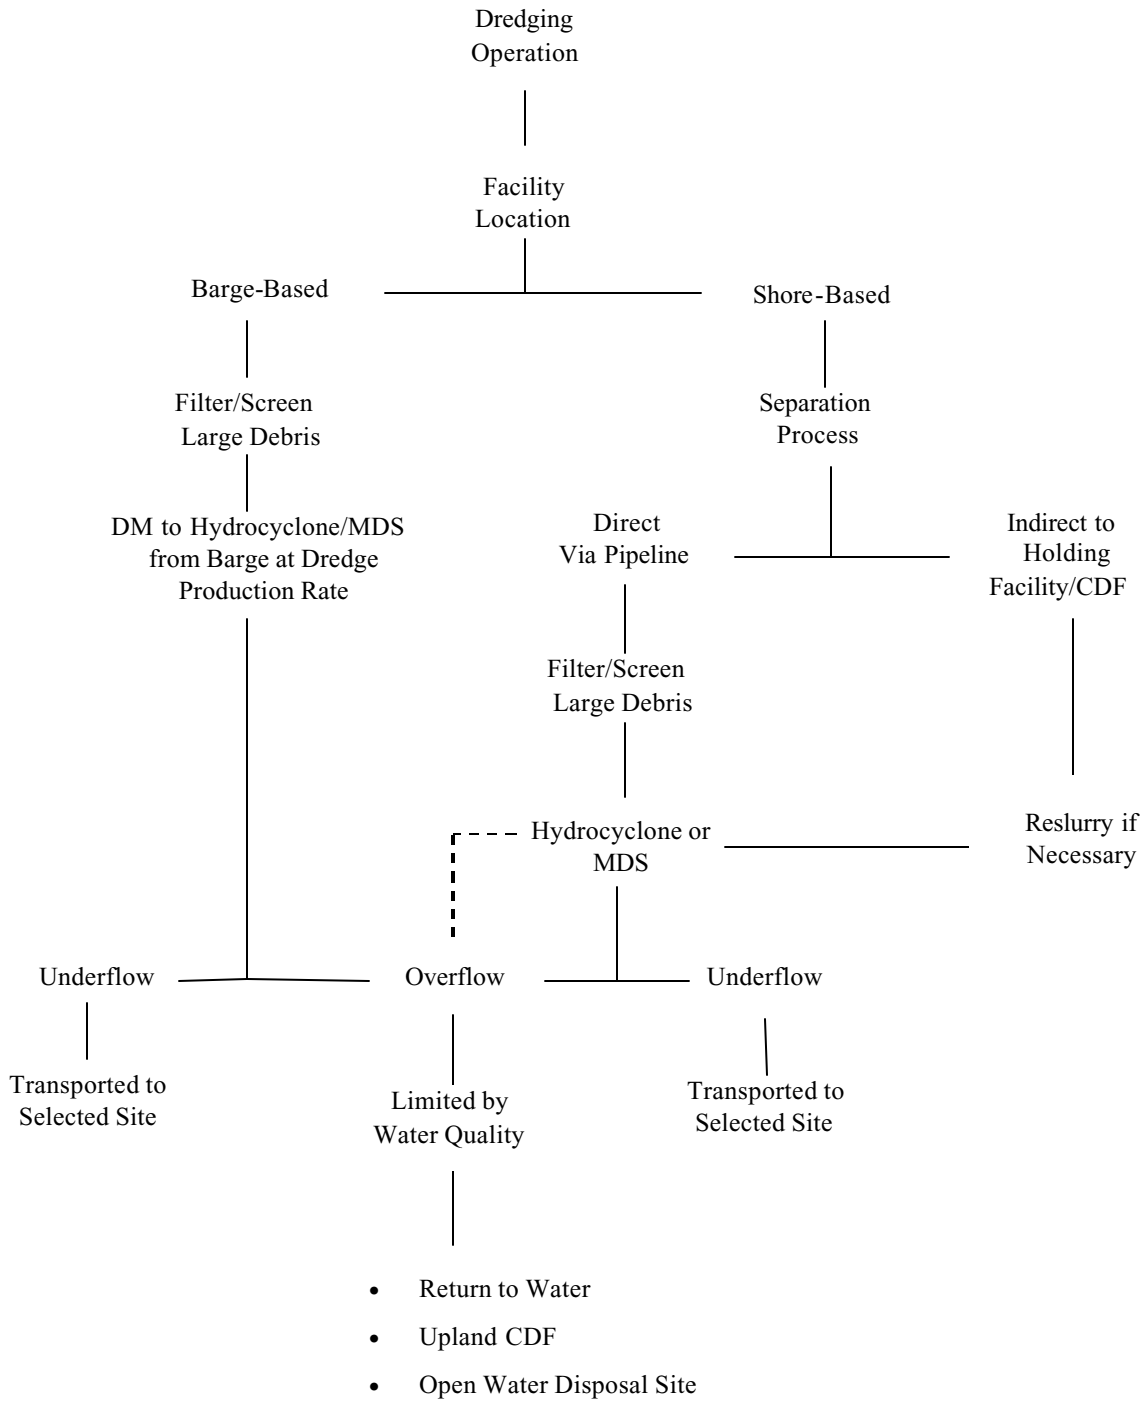 Dredging
Operation
Facility
Location
Barge-Based
Shore-Based
Filter/Screen
Large Debris
Separation
Process
DM to Hydrocyclone/MDS
from Barge at Dredge
Production Rate
Direct
Via Pipeline
Indirect to
Holding
Facility/CDF
Filter/Screen
Large Debris
Hydrocyclone or
MDS
Reslurry if
Necessary
Underflow
Overflow
Underflow
Transported to
Selected Site
Limited by
Water Quality
Transported to
Selected Site
• Return to Water
• Upland CDF
• Open Water Disposal Site